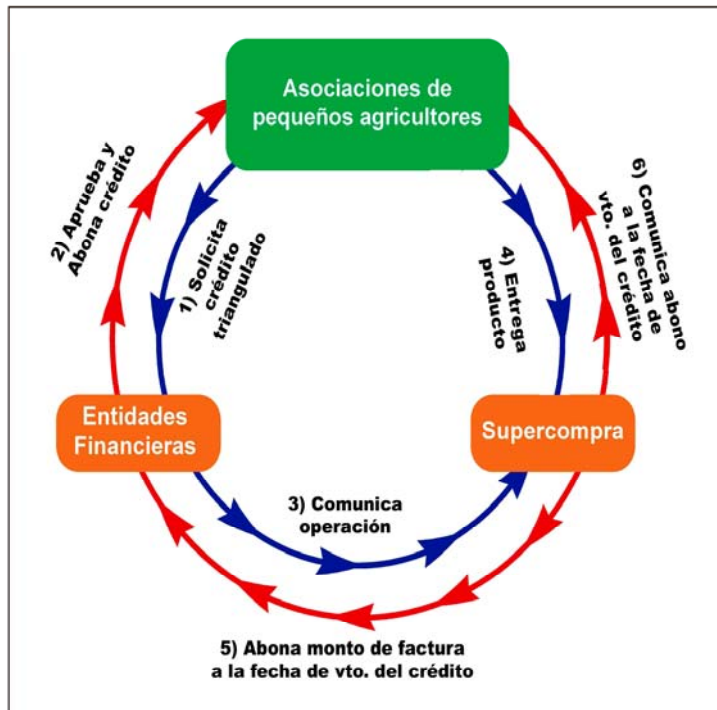 Asociaciones de
pequeños agricultores
2) Aprueba y
Abona crédito
1) Solicita
crédito
triangulado
4) Entrega
producto
6) Comunica abono
a la fecha de
vto. del crédito
Entidades
Financieras
Supercompra
3) Comunica
operación
5) Abona monto de factura
a la fecha de vto. del crédito